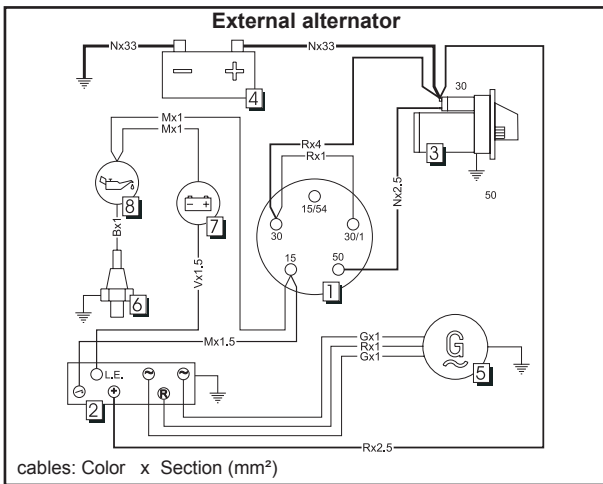 External alternator
Nx33
Nx33
4
Mx1
Mx1
30
3
Rx4
Rx1
50
Nx2.5
8
7
15/54
30
30/1
15
50
1
Bx1
6
Vx1.5
Mx1.5
Gx1
Rx1
Gx1
G
5
L.E.
R
2
Rx2.5
cables: Color x Section (mm²)